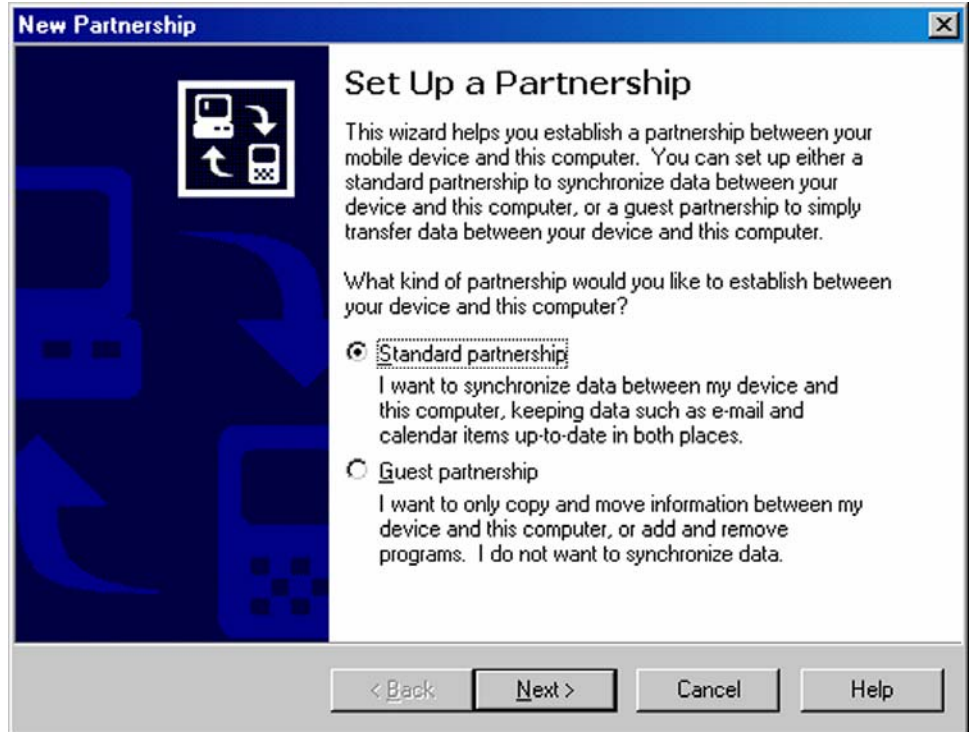 New Partnership
Set Up a Partnership
This wizard helps you establish a partnership between your
mobile device and this computer. You can set up either a
standard partnership to synchronize data between your
device and this computer, or a guest partnership to simply
transfer data between your device and this computer.
What kind of partnership would you like to establish between
your device and this computer?
Standard partnership
I want to synchronize data between my device and
this computer, keeping data such as e-mail and
calendar items up-to-date in both places.
Guest partnership
I want to only copy and move information between my
device and this computer, or add and remove
programs. I do not want to synchronize data.
< Back Next > Cancel Help